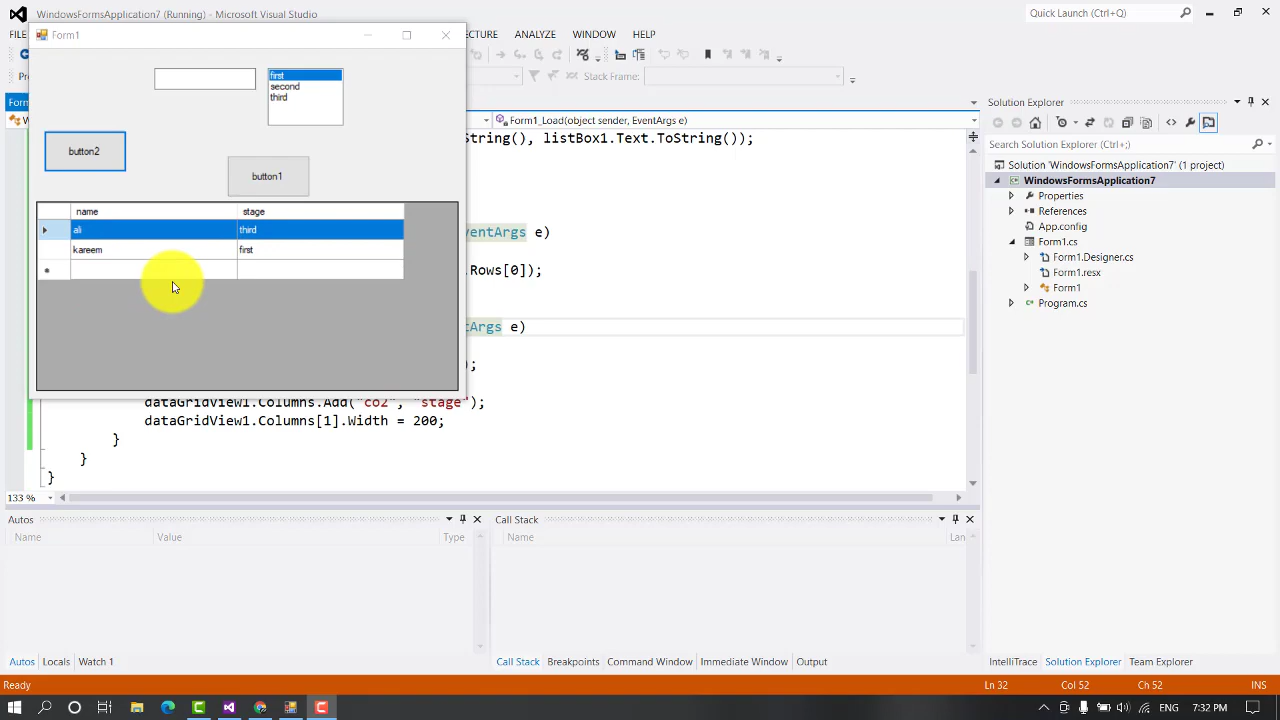 WindowsFormsApplication7 (Running) - Microsoft Visual Studio
Quick Launch (Ctrl+;)
Form1
CTURE
ANALYZE
WINDOW
HELP
Stack Frame:
first
second
third
button2
button1
name
stage
ali
third
kareem
first
Form1_Load(object sender, EventArgs e)
String(), listBox1.Text.ToString());
ventArgs e)
.Rows[0]);
tArgs e)
);
dataGridView1.Columns.Add("co2", "stage");
dataGridView1.Columns[1].Width = 200;
}
}
}
133 %
Solution Explorer
Search Solution Explorer (Ctrl+;)
Solution 'WindowsFormsApplication7' (1 project)
WindowsFormsApplication7
Properties
References
App.config
Form1.cs
Form1.Designer.cs
Form1.resx
Form1
Program.cs
Autos
Name
Value
Type
Call Stack
Name
Lan
Autos
Locals
Watch 1
Call Stack
Breakpoints
Command Window
Immediate Window
Output
IntelliTrace
Solution Explorer
Team Explorer
Ready
Ln 32
Col 52
Ch 52
INS
ENG
7:32 PM